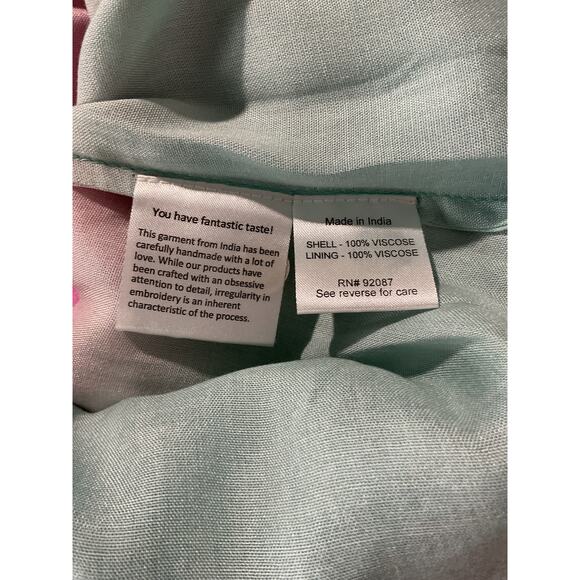 You have fantastic taste!
This garment from India has been
carefully handmade with a lot of
love. While our products have
been crafted with an obsessive
attention to detail, irregularity in
embroidery is an inherent
characteristic of the process.
Made in India
SHELL - 100% VISCOSE
LINING - 100% VISCOSE
RN# 92087
See reverse for care